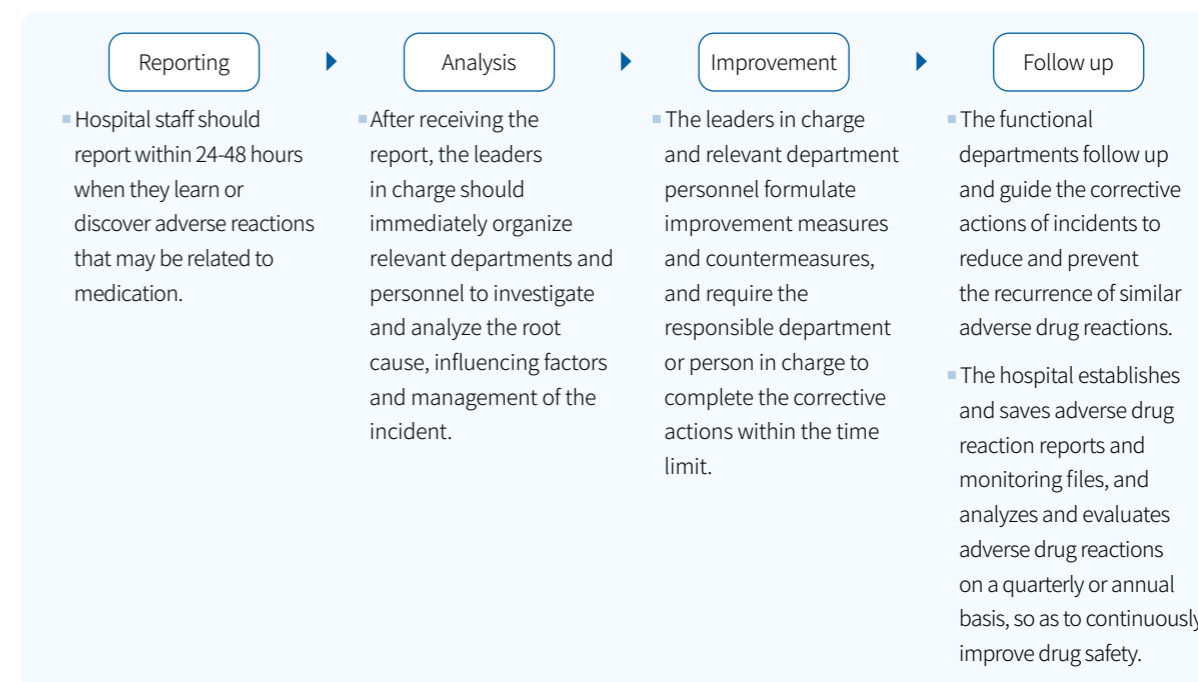 Reporting
Hospital staff should
report within 24-48 hours
when they learn or
discover adverse reactions
that may be related to
medication.
Analysis
After receiving the
report, the leaders
in charge should
immediately organize
relevant departments and
personnel to investigate
and analyze the root
cause, influencing factors
and management of the
incident.
Improvement
The leaders in charge
and relevant department
personnel formulate
improvement measures
and countermeasures,
and require the
responsible department
or person in charge to
complete the corrective
actions within the time
limit.
Follow up
The functional
departments follow up
and guide the corrective
actions of incidents to
reduce and prevent
the recurrence of similar
adverse drug reactions.
The hospital establishes
and saves adverse drug
reaction reports and
monitoring files, and
analyzes and evaluates
adverse drug reactions
on a quarterly or annual
basis, so as to continuously
improve drug safety.